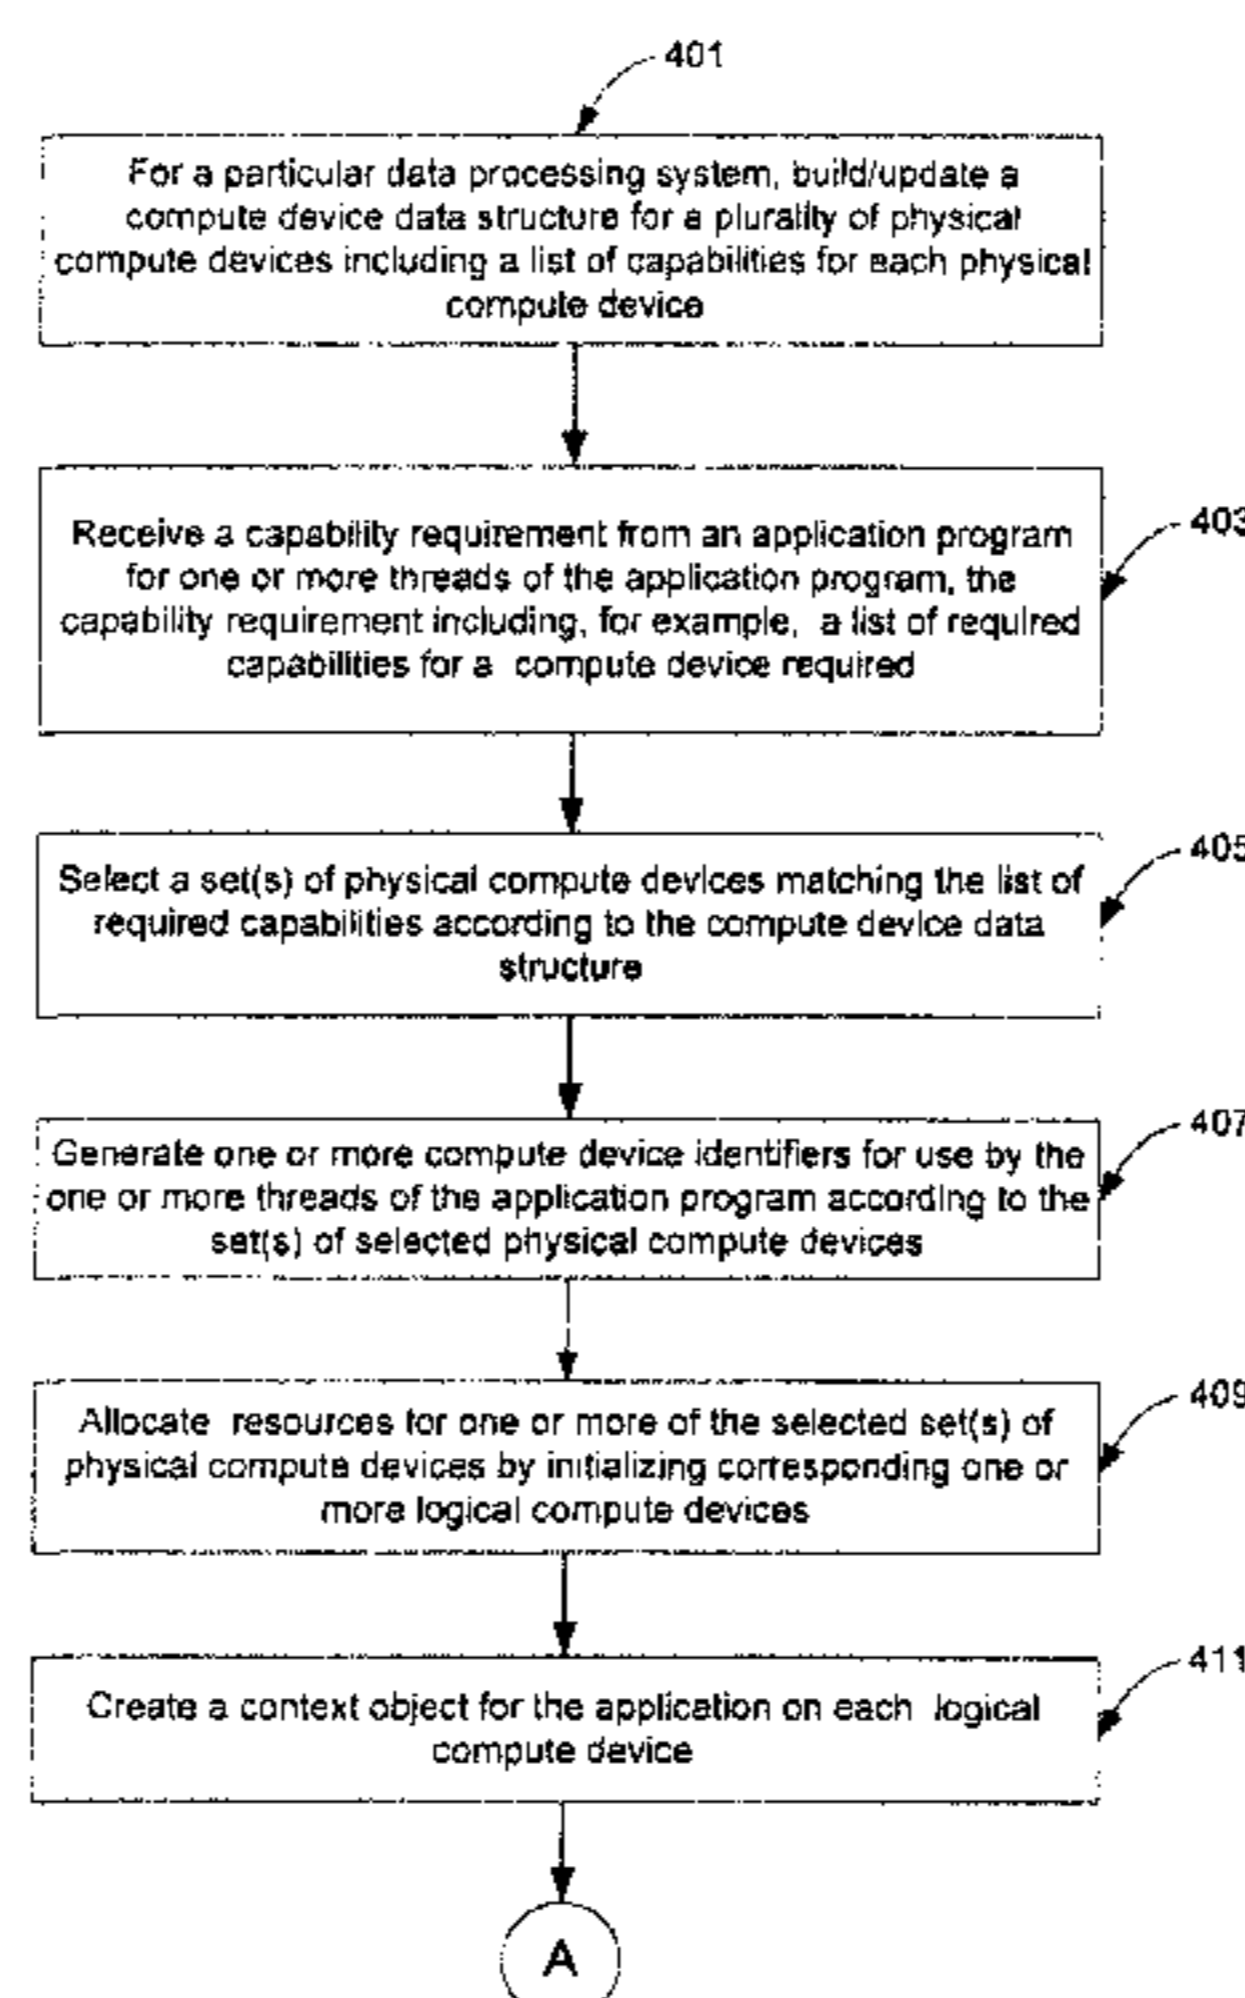 401
For a particular data processing system, build/update a
compute device data structure for a plurality of physical
compute devices including a list of capabilities for each physical
compute device
Receive a capability requirement from an application program
for one or more threads of the application program, the
capability requirement including, for example, a list of required
capabilities for a compute device required
403
Select a set(s) of physical compute devices matching the list of
required capabilities according to the compute device data
structure
405
Generate one or more compute device identifiers for use by the
one or more threads of the application program according to the
set(s) of selected physical compute devices
407
Allocate resources for one or more of the selected set(s) of
physical compute devices by initializing corresponding one or
more logical compute devices
409
Create a context object for the application on each logical
compute device
411
A